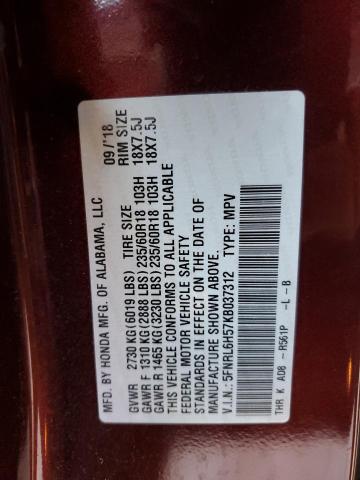 MFD. BY HONDA MFG. OF ALABAMA, LLC 09/'18
TIRE SIZE RIM SIZE
GVWR 2730 KG(6019 LBS)
GAWR F 1310 KG(2888 LBS) 235/60R18 103H 18X7.5J
GAWR R 1465 KG(3230 LBS) 235/60R18 103H 18X7.5J
THIS VEHICLE CONFORMS TO ALL APPLICABLE
FEDERAL MOTOR VEHICLE SAFETY
STANDARDS IN EFFECT ON THE DATE OF
MANUFACTURE SHOWN ABOVE.
V.I.N.: 5FNRL6H57KB037312 TYPE: MPV
THR K AD8 - R561P -L -B